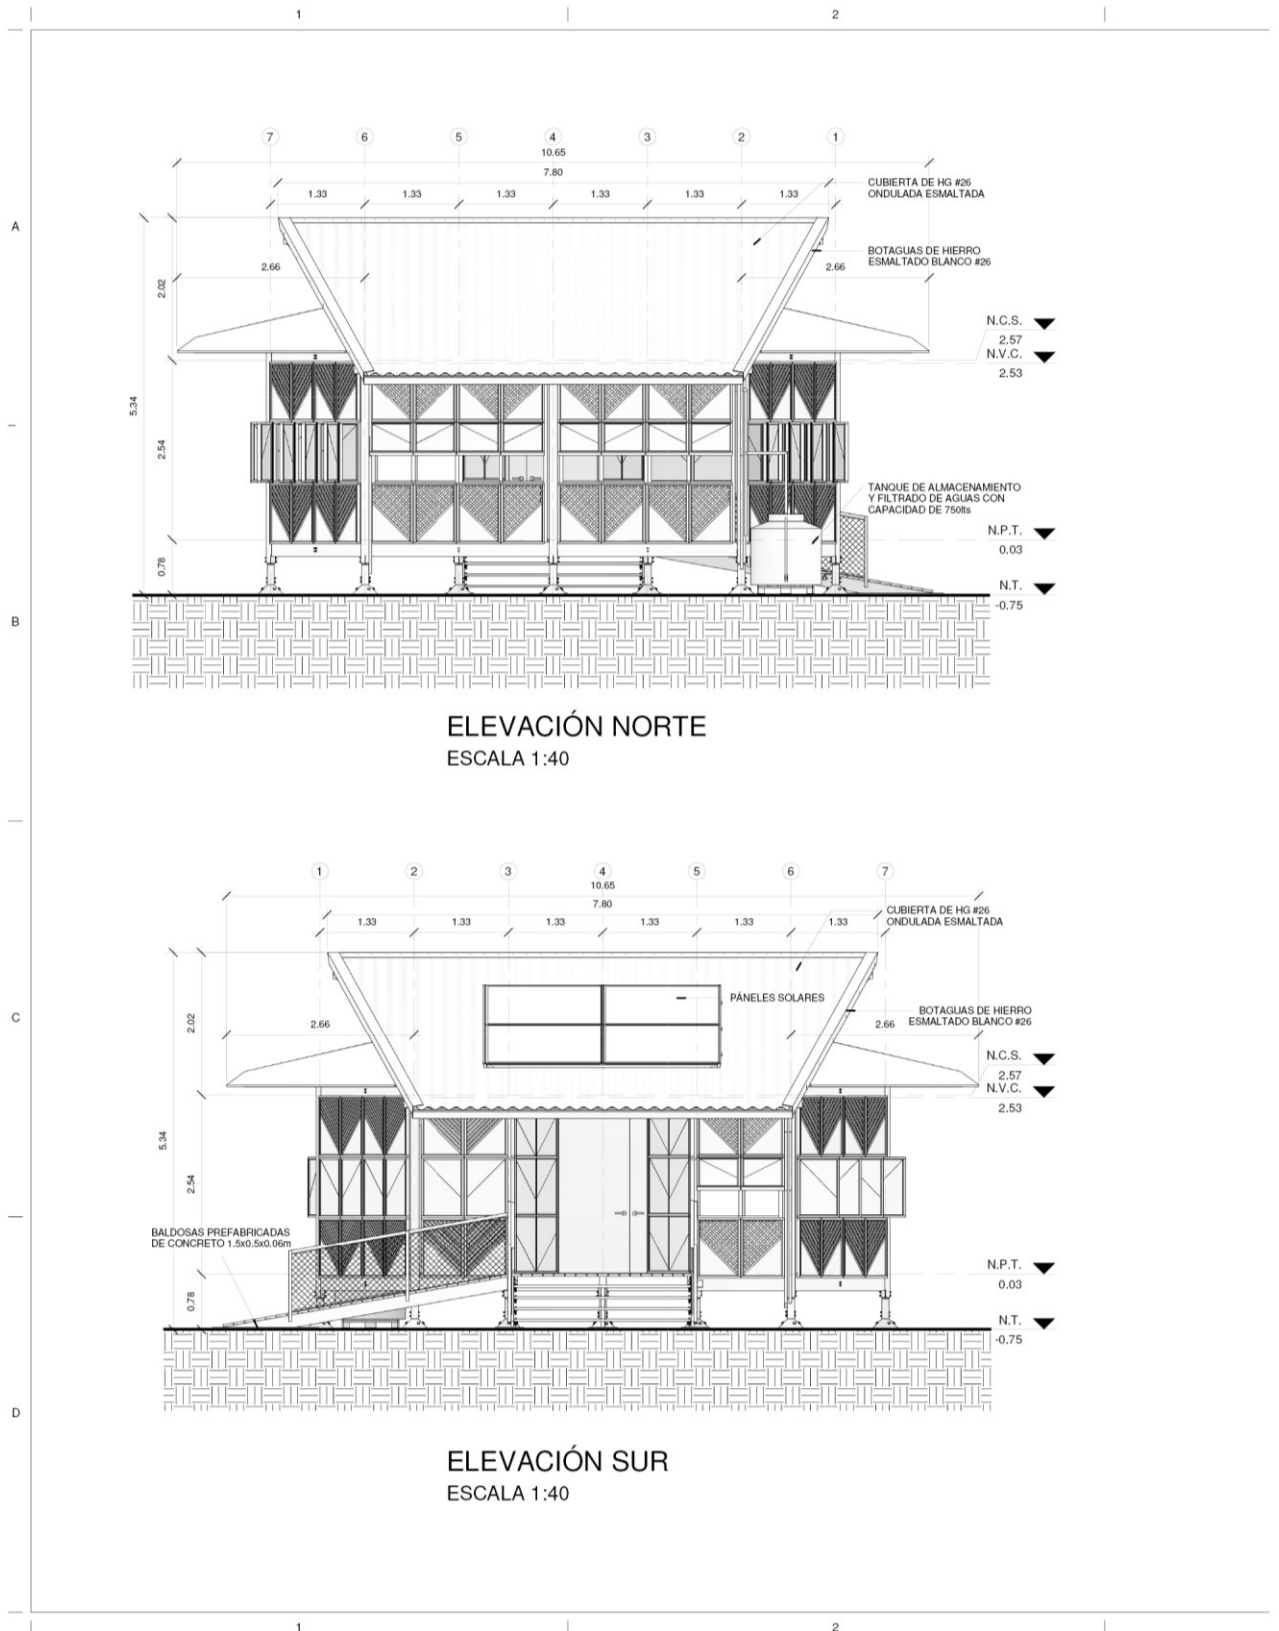 1 2
7 6 5 4 3 2 1
10.65
7.80
1.33 1.33 1.33 1.33 1.33 1.33
CUBIERTA DE HG #26
ONDULADA ESMALTADA
A
BOTAGUAS DE HIERRO
ESMALTADO BLANCO #26
2.66 2.66
2.02
N.C.S.
2.57
N.V.C.
2.53
5.34
2.54
TANQUE DE ALMACENAMIENTO
Y FILTRADO DE AGUAS CON
CAPACIDAD DE 750lts
N.P.T.
0.03
0.78
N.T.
-0.75
B
ELEVACIÓN NORTE
ESCALA 1:40
1 2 3 4 5 6 7
10.65
7.80
1.33 1.33 1.33 1.33 1.33 1.33
CUBIERTA DE HG #26
ONDULADA ESMALTADA
PÁNELES SOLARES
C
BOTAGUAS DE HIERRO
ESMALTADO BLANCO #26
2.66 2.66
2.02
N.C.S.
2.57
N.V.C.
2.53
5.34
2.54
BALDOSAS PREFABRICADAS
DE CONCRETO 1.5x0.5x0.06m
N.P.T.
0.03
0.78
N.T.
-0.75
D
ELEVACIÓN SUR
ESCALA 1:40
1 2